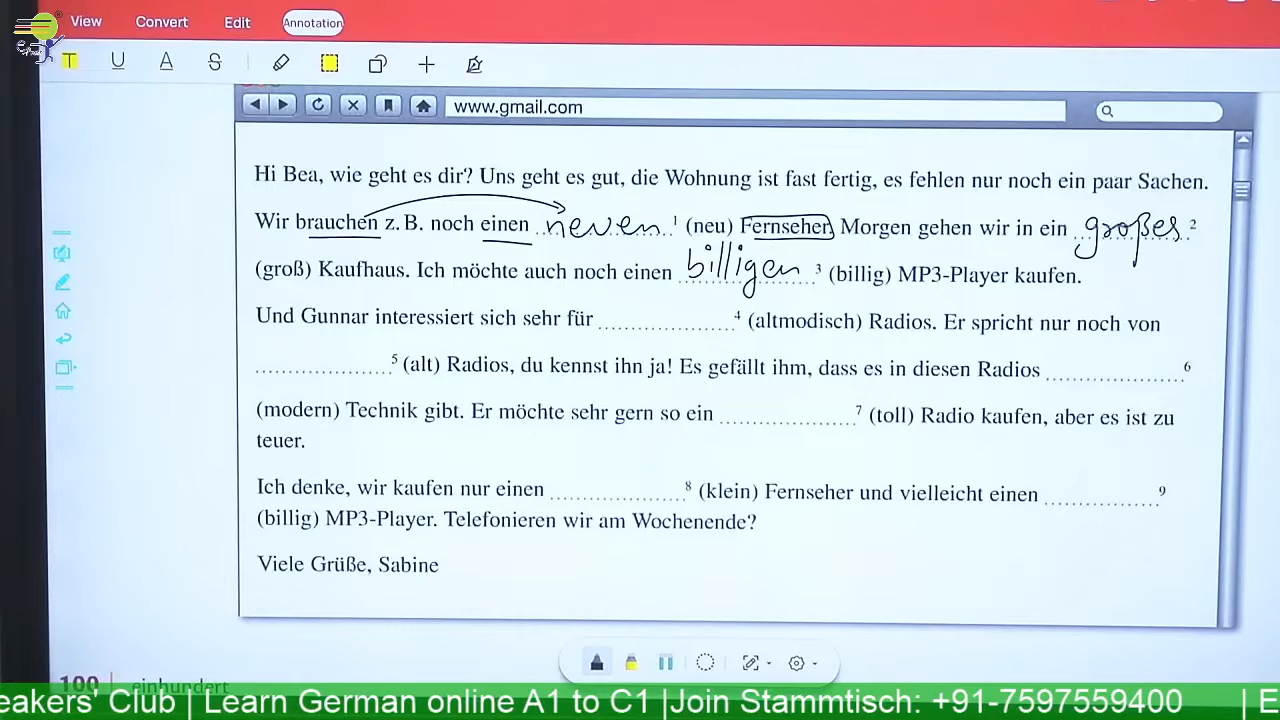 View Convert Edit Annotation
T U A S
www.gmail.com
Hi Bea, wie geht es dir? Uns geht es gut, die Wohnung ist fast fertig, es fehlen nur noch ein paar Sachen.
Wir brauchen z. B. noch einen neuen ¹ (neu) Fernseher. Morgen gehen wir in ein großes ²
(groß) Kaufhaus. Ich möchte auch noch einen billigen ³ (billig) MP3-Player kaufen.
Und Gunnar interessiert sich sehr für ..................... ⁴ (altmodisch) Radios. Er spricht nur noch von
..................... ⁵ (alt) Radios, du kennst ihn ja! Es gefällt ihm, dass es in diesen Radios ..................... ⁶
(modern) Technik gibt. Er möchte sehr gern so ein ..................... ⁷ (toll) Radio kaufen, aber es ist zu
teuer.
Ich denke, wir kaufen nur einen ..................... ⁸ (klein) Fernseher und vielleicht einen ..................... ⁹
(billig) MP3-Player. Telefonieren wir am Wochenende?
Viele Grüße, Sabine
100 einhundert
eakers' Club | Learn German online A1 to C1 |Join Stammtisch: +91-7597559400 | E